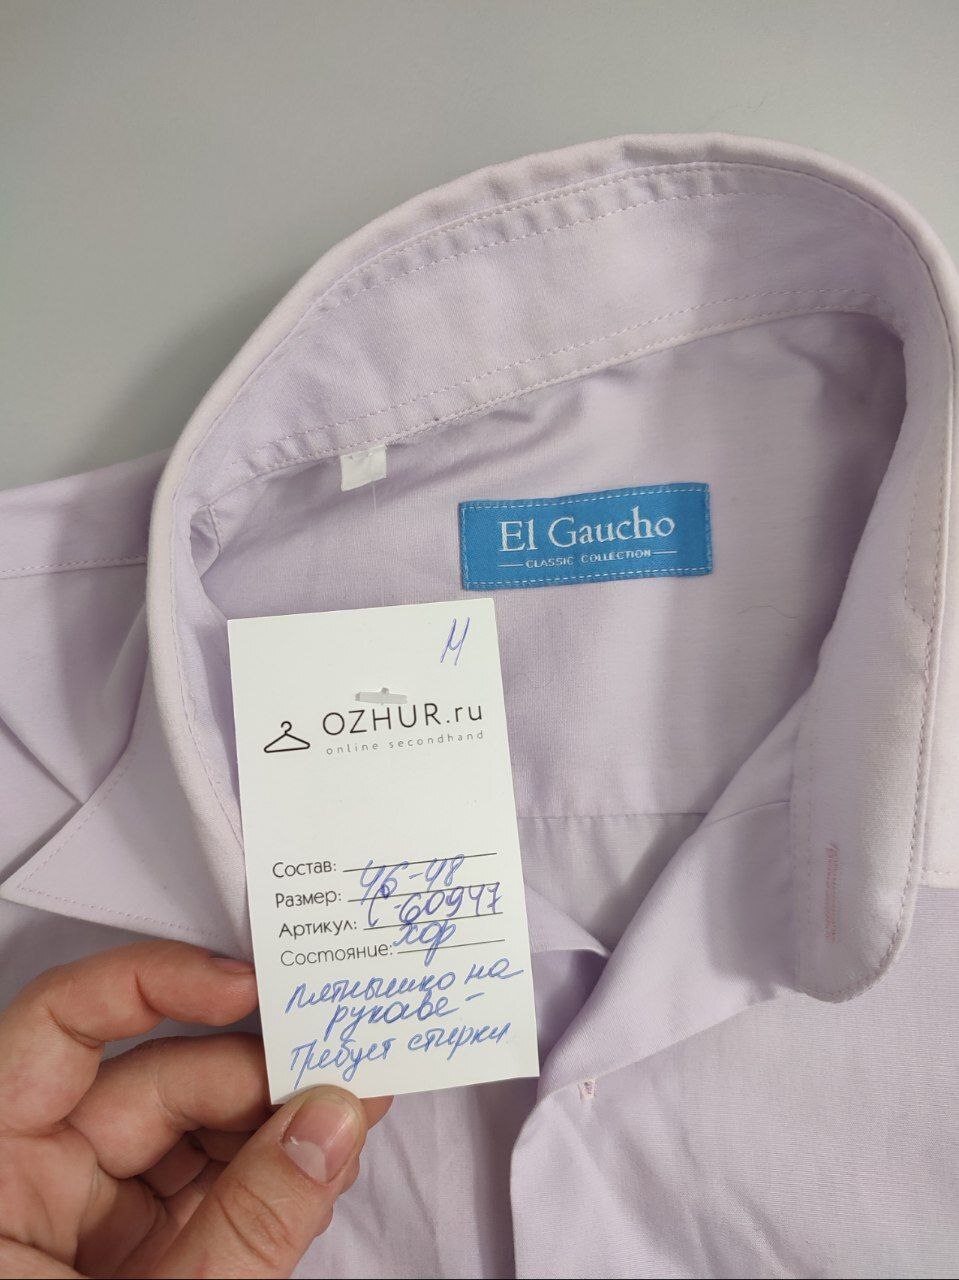 El Gaucho
CLASSIC COLLECTION
М
OZHUR.ru
online secondhand
Состав:
Размер: 46-48
Артикул: С-60947
Состояние: хор
пятнышко на
рукаве -
требует стирки